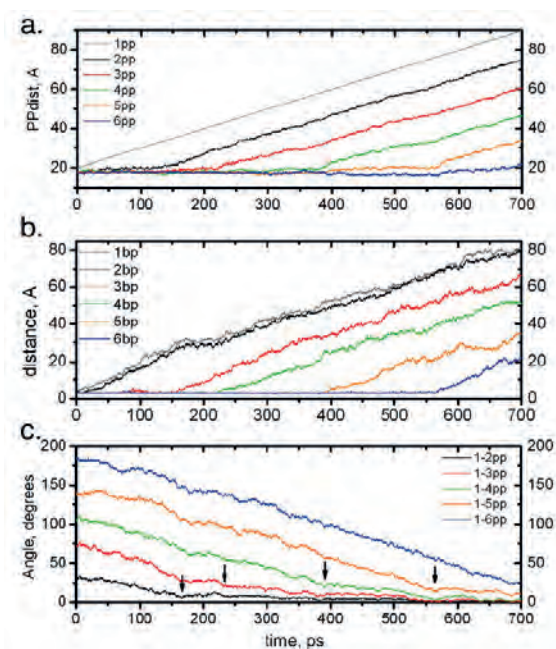 a.
PPdist, A
80
60
40
20
1pp
2pp
3pp
4pp
5pp
6pp
80
60
40
20
0 100 200 300 400 500 600 700
b.
distance, A
80
60
40
20
0
1bp
2bp
3bp
4bp
5bp
6bp
80
60
40
20
0
0 100 200 300 400 500 600 700
c.
Angle, degrees
200
150
100
50
0
1-2pp
1-3pp
1-4pp
1-5pp
1-6pp
200
150
100
50
0
0 100 200 300 400 500 600 700
time, ps